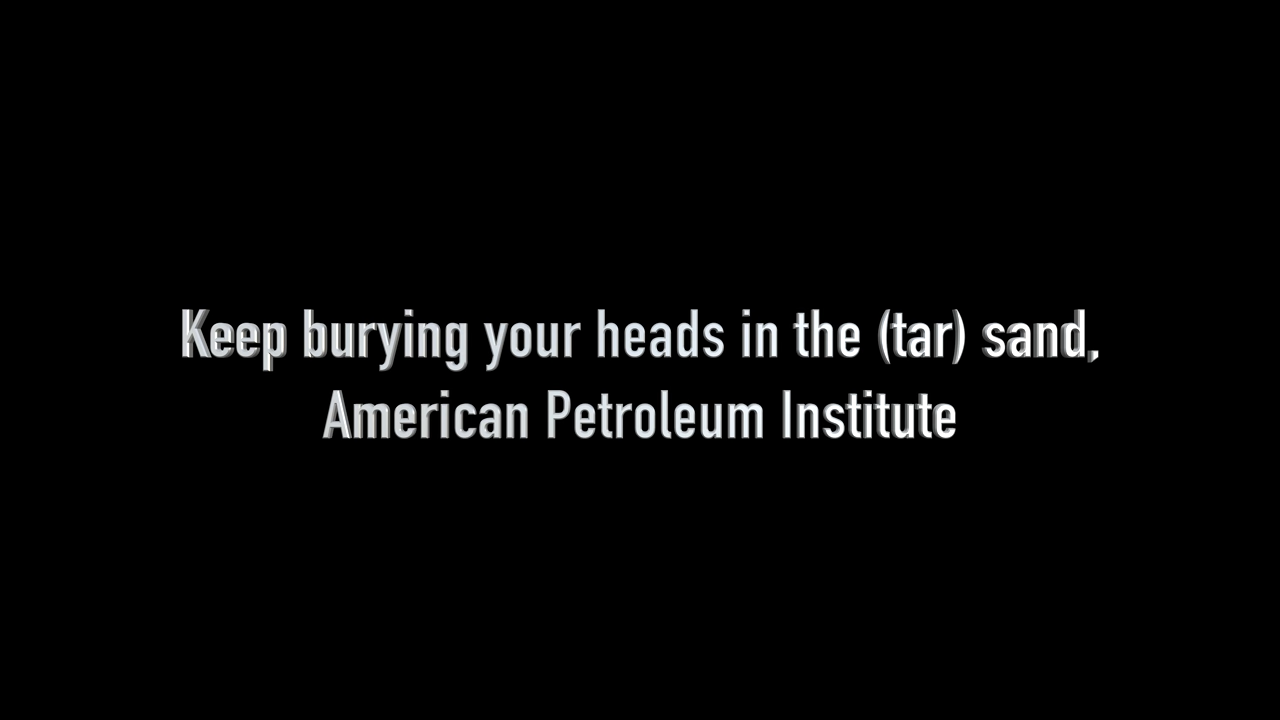 Keep burying your heads in the (tar) sand,
American Petroleum Institute